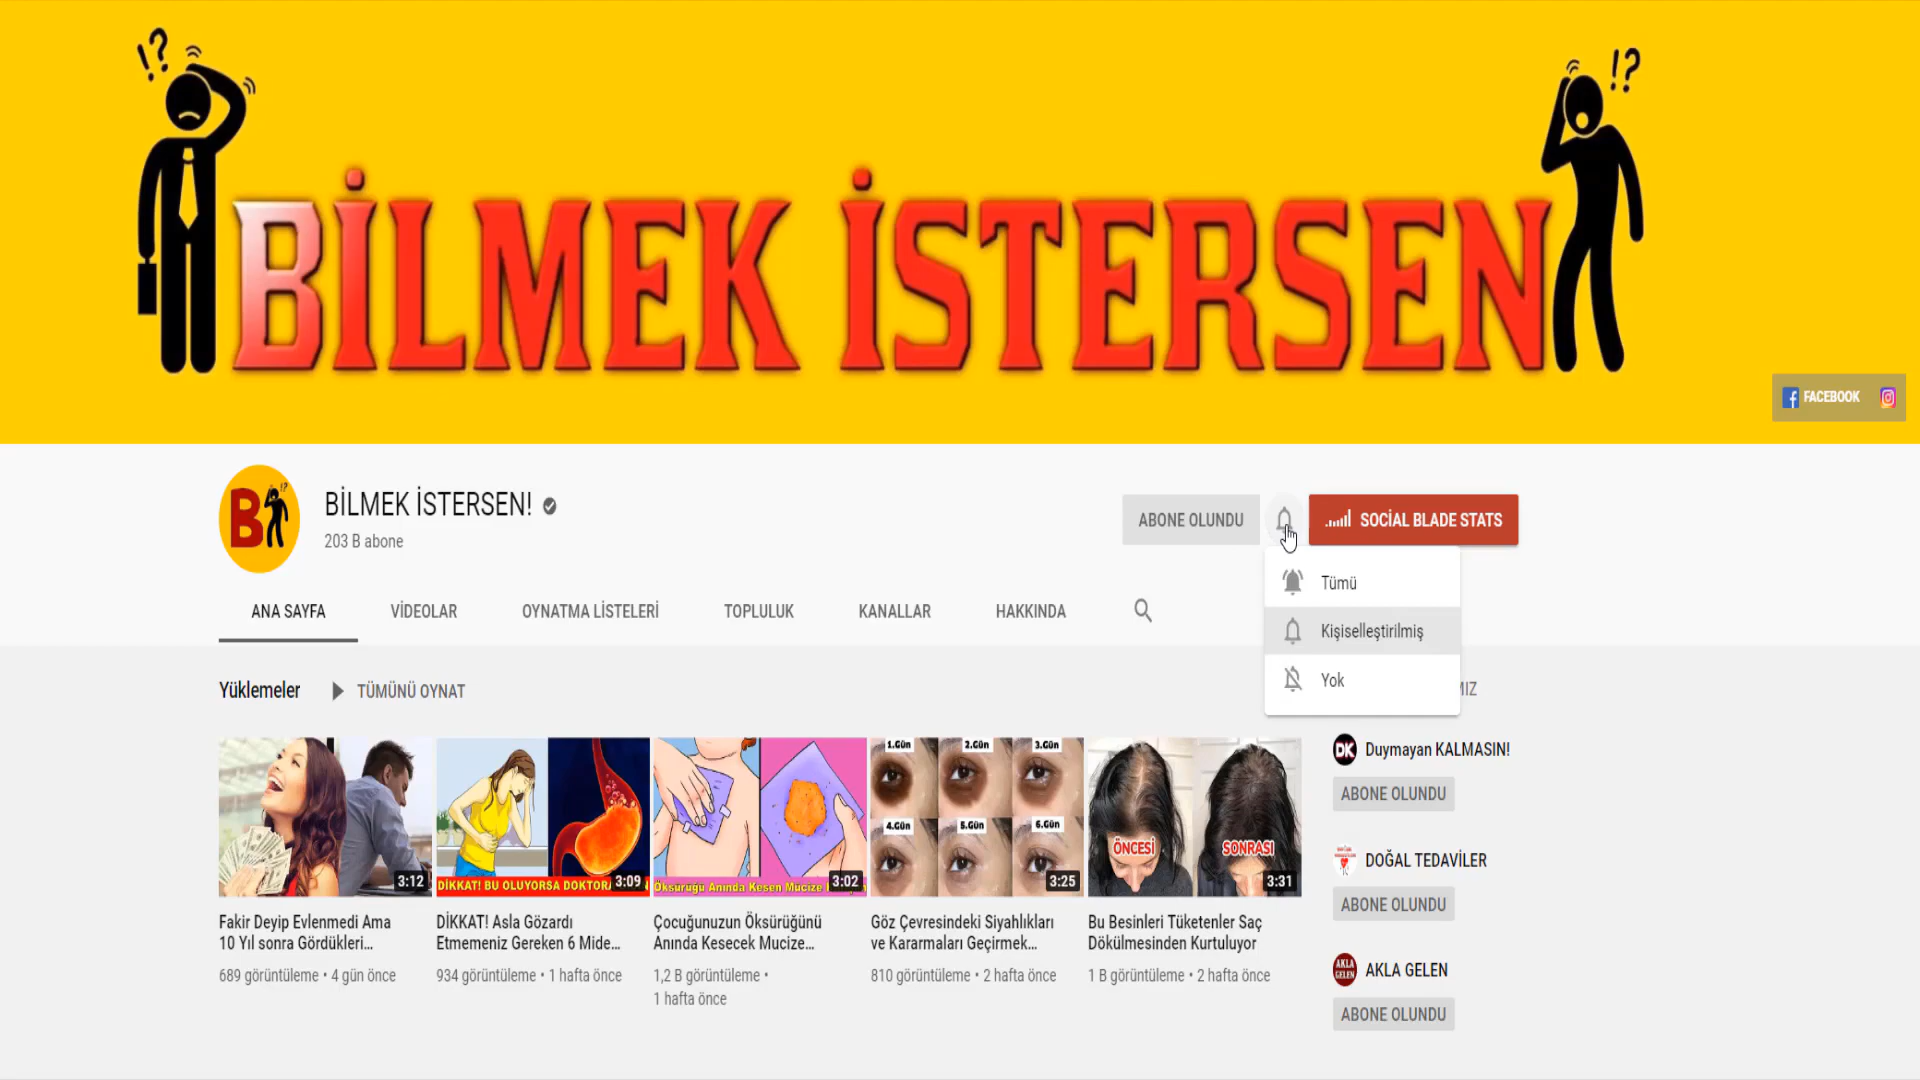 !?
!?
BİLMEK İSTERSEN
FACEBOOK
B !?
BİLMEK İSTERSEN!
203 B abone
ABONE OLUNDU
SOCİAL BLADE STATS
Tümü
Kişiselleştirilmiş
Yok
ANA SAYFA
VİDEOLAR
OYNATMA LİSTELERİ
TOPLULUK
KANALLAR
HAKKINDA
Yüklemeler
TÜMÜNÜ OYNAT
MIZ
3:12
DİKKAT! BU OLUYORSA DOKTOR
3:09
Öksürüğü Anında Kesen Mucize
3:02
1.Gün 2.Gün 3.Gün
4.Gün 5.Gün 6.Gün
3:25
ÖNCESİ
SONRASI
3:31
Fakir Deyip Evlenmedi Ama
10 Yıl sonra Gördükleri...
689 görüntüleme • 4 gün önce
DİKKAT! Asla Gözardı
Etmemeniz Gereken 6 Mide...
934 görüntüleme • 1 hafta önce
Çocuğunuzun Öksürüğünü
Anında Kesecek Mucize...
1,2 B görüntüleme •
1 hafta önce
Göz Çevresindeki Siyahlıkları
ve Kararmaları Geçirmek...
810 görüntüleme • 2 hafta önce
Bu Besinleri Tüketenler Saç
Dökülmesinden Kurtuluyor
1 B görüntüleme • 2 hafta önce
DK
Duymayan KALMASIN!
ABONE OLUNDU
DOĞAL TEDAVİLER
ABONE OLUNDU
AKLA
GELEN
AKLA GELEN
ABONE OLUNDU